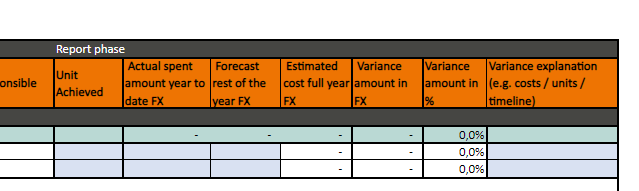 Report phase
onsible Unit Achieved Actual spent amount year to date FX Forecast rest of the year FX Estimated cost full year FX Variance amount in FX Variance amount in % Variance explanation (e.g. costs / units / timeline)
- - - - 0,0%
- - 0,0%
- - 0,0%